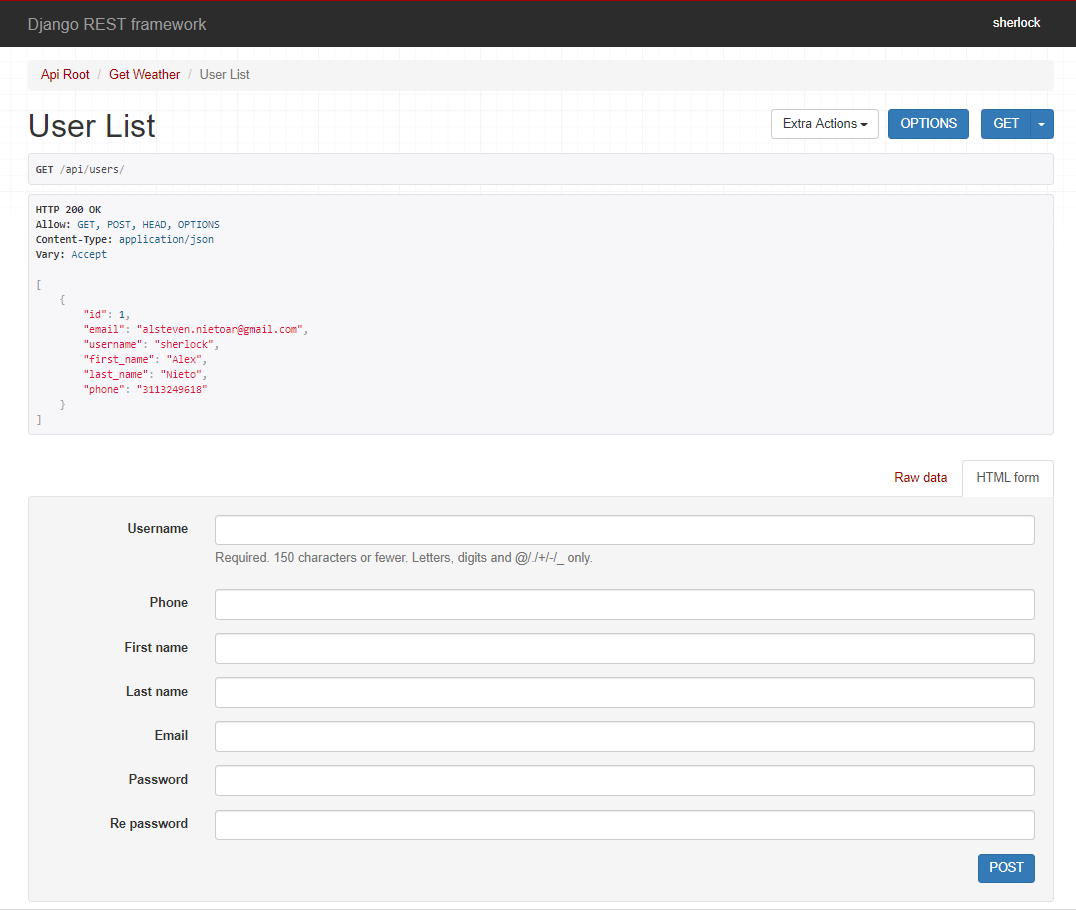 Django REST framework sherlock
Api Root / Get Weather / User List
User List Extra Actions OPTIONS GET
GET /api/users/
HTTP 200 OK
Allow: GET, POST, HEAD, OPTIONS
Content-Type: application/json
Vary: Accept
[
    {
        "id": 1,
        "email": "alsteven.nietoar@gmail.com",
        "username": "sherlock",
        "first_name": "Alex",
        "last_name": "Nieto",
        "phone": "3113249618"
    }
]
Raw data HTML form
Username
Required. 150 characters or fewer. Letters, digits and @/./+/-/_ only.
Phone
First name
Last name
Email
Password
Re password
POST